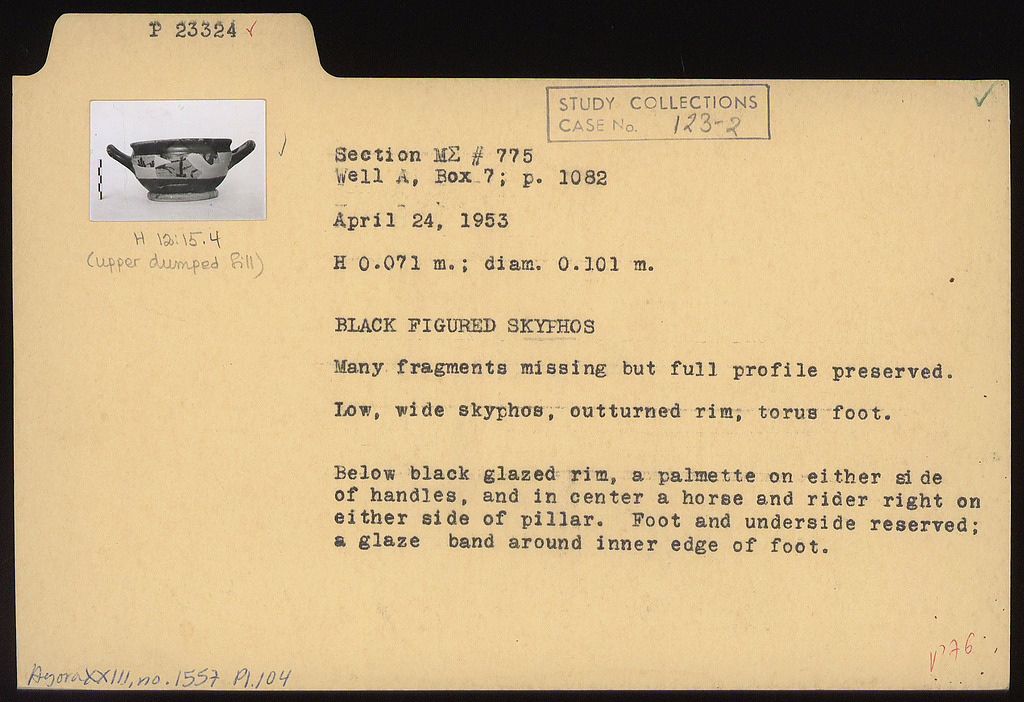 P 23324 ✓
STUDY COLLECTIONS
CASE No. 123-2
Section ΜΣ # 775
Well A, Box 7; p. 1082
April 24, 1953
H 12:15.4
(upper dumped fill)
H 0.071 m.; diam. 0.101 m.
BLACK FIGURED SKYPHOS
Many fragments missing but full profile preserved.
Low, wide skyphos, outturned rim, torus foot.
Below black glazed rim, a palmette on either side
of handles, and in center a horse and rider right on
either side of pillar. Foot and underside reserved;
a glaze band around inner edge of foot.
Agora XXIII, no. 1557 Pl. 104